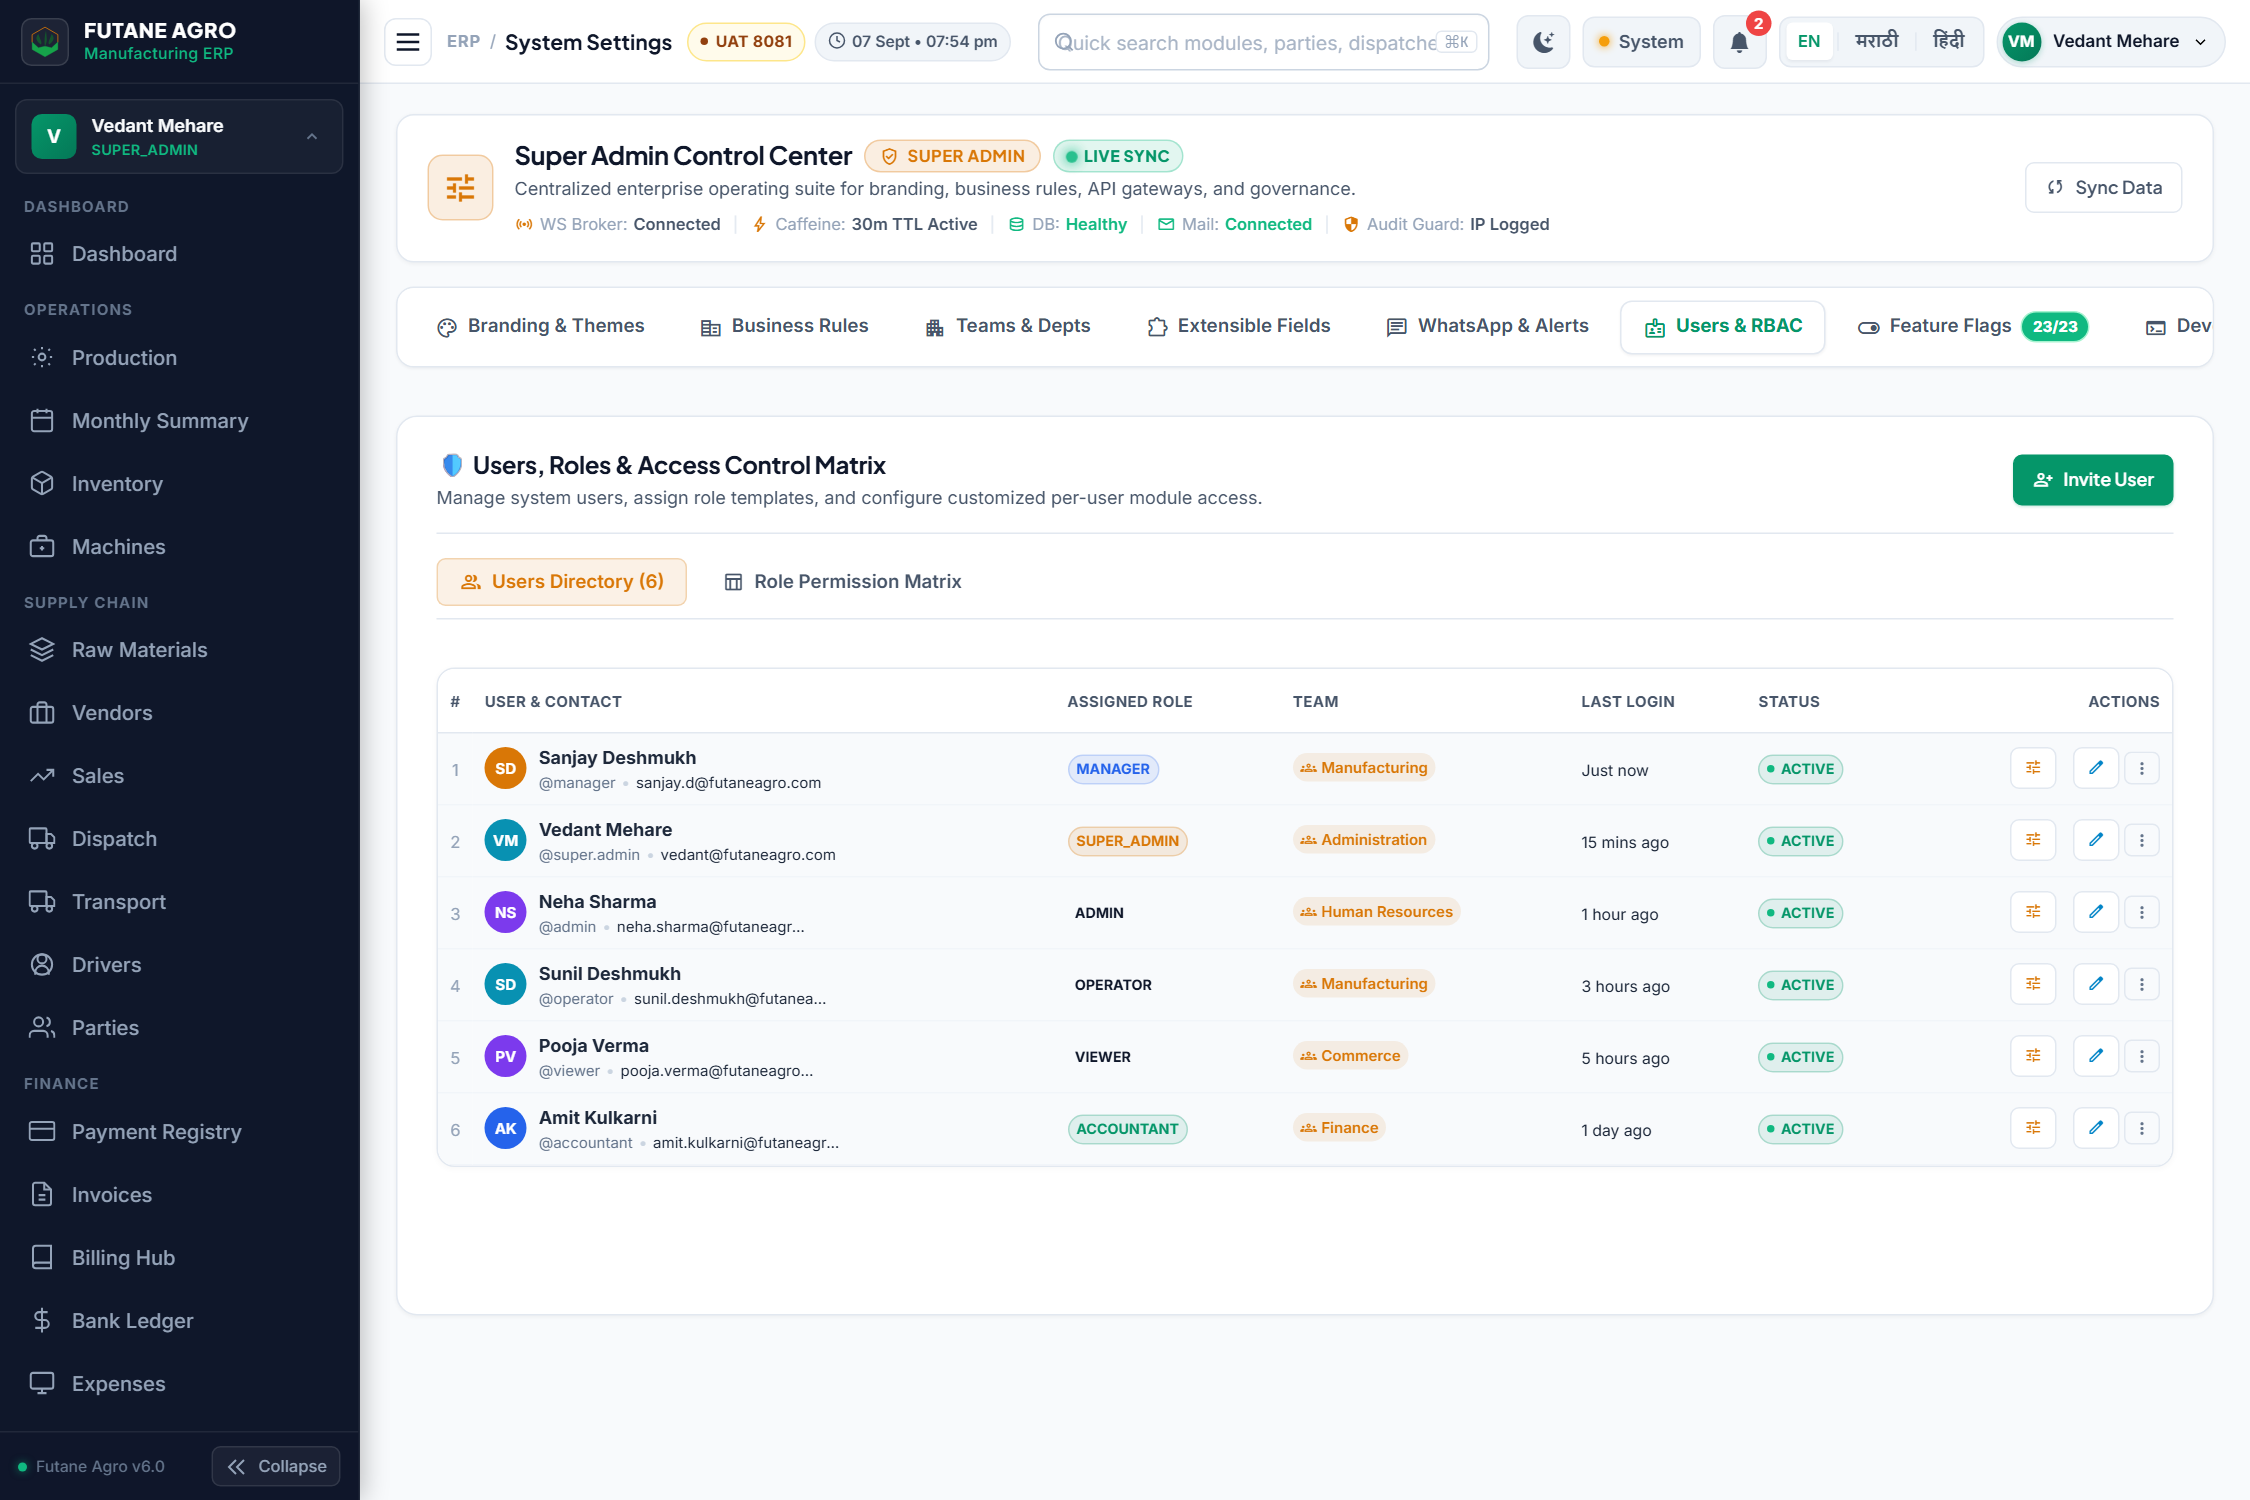 FUTANE AGRO
Manufacturing ERP
V
Vedant Mehare
SUPER_ADMIN
DASHBOARD
Dashboard
OPERATIONS
Production
Monthly Summary
Inventory
Machines
SUPPLY CHAIN
Raw Materials
Vendors
Sales
Dispatch
Transport
Drivers
Parties
FINANCE
Payment Registry
Invoices
Billing Hub
Bank Ledger
Expenses
Futane Agro v6.0
Collapse
ERP / System Settings
UAT 8081
07 Sept • 07:54 pm
Quick search modules, parties, dispatche
⌘K
System
2
EN
मराठी
हिंदी
VM
Vedant Mehare
Super Admin Control Center
SUPER ADMIN
LIVE SYNC
Centralized enterprise operating suite for branding, business rules, API gateways, and governance.
WS Broker: Connected
Caffeine: 30m TTL Active
DB: Healthy
Mail: Connected
Audit Guard: IP Logged
Sync Data
Branding & Themes
Business Rules
Teams & Depts
Extensible Fields
WhatsApp & Alerts
Users & RBAC
Feature Flags 23/23
Dev
Users, Roles & Access Control Matrix
Manage system users, assign role templates, and configure customized per-user module access.
Invite User
Users Directory (6)
Role Permission Matrix
# USER & CONTACT ASSIGNED ROLE TEAM LAST LOGIN STATUS ACTIONS
1 SD Sanjay Deshmukh MANAGER Manufacturing Just now ACTIVE
@manager • sanjay.d@futaneagro.com
2 VM Vedant Mehare SUPER_ADMIN Administration 15 mins ago ACTIVE
@super.admin • vedant@futaneagro.com
3 NS Neha Sharma ADMIN Human Resources 1 hour ago ACTIVE
@admin • neha.sharma@futaneagr...
4 SD Sunil Deshmukh OPERATOR Manufacturing 3 hours ago ACTIVE
@operator • sunil.deshmukh@futanea...
5 PV Pooja Verma VIEWER Commerce 5 hours ago ACTIVE
@viewer • pooja.verma@futaneagro...
6 AK Amit Kulkarni ACCOUNTANT Finance 1 day ago ACTIVE
@accountant • amit.kulkarni@futaneagr...